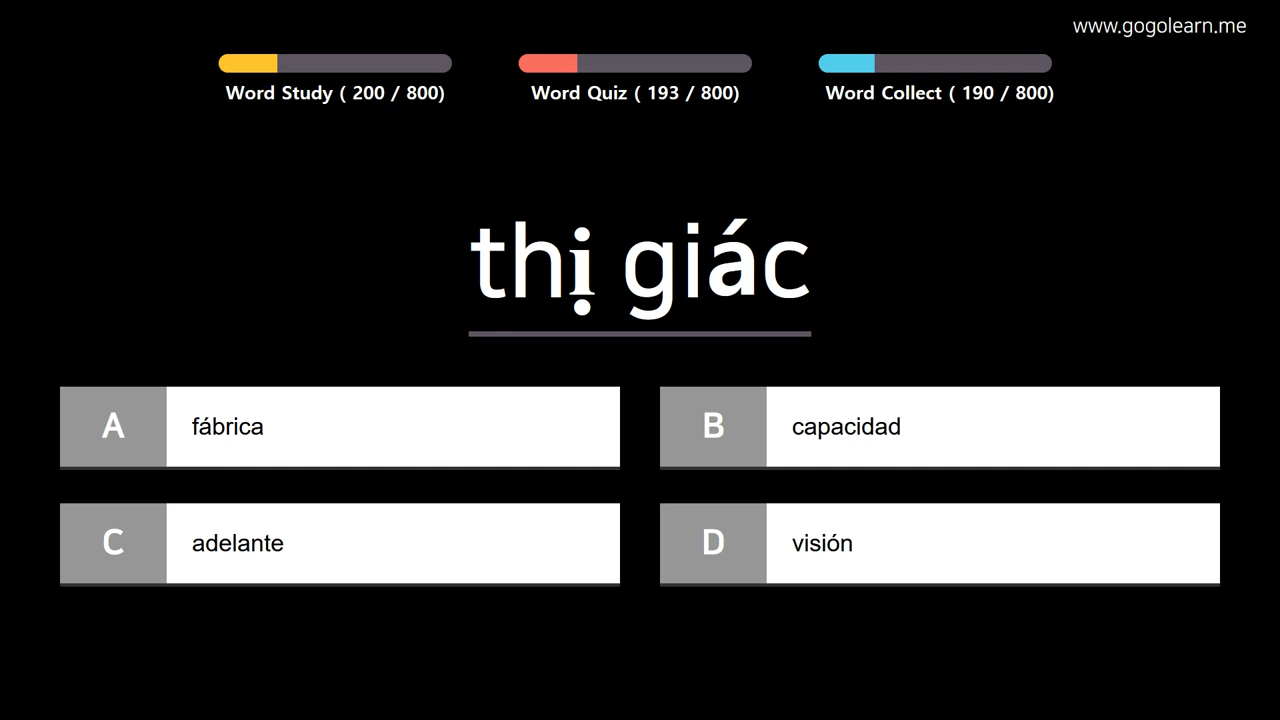 www.gogolearn.me
Word Study ( 200 / 800)
Word Quiz ( 193 / 800)
Word Collect ( 190 / 800)
thị giác
A fábrica
B capacidad
C adelante
D visión